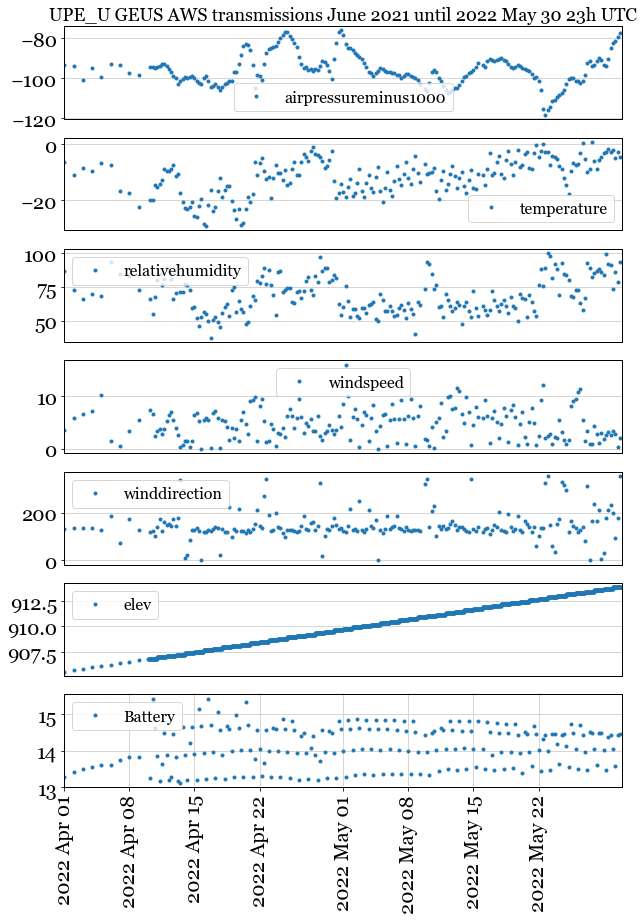 UPE_U GEUS AWS transmissions June 2021 until 2022 May 30 23h UTC
−80
−100
−120
airpressureminus1000
0
−20
temperature
100
75
50
relativehumidity
10
0
windspeed
200
0
winddirection
912.5
910.0
907.5
elev
15
14
13
Battery
2022 Apr 01
2022 Apr 08
2022 Apr 15
2022 Apr 22
2022 May 01
2022 May 08
2022 May 15
2022 May 22